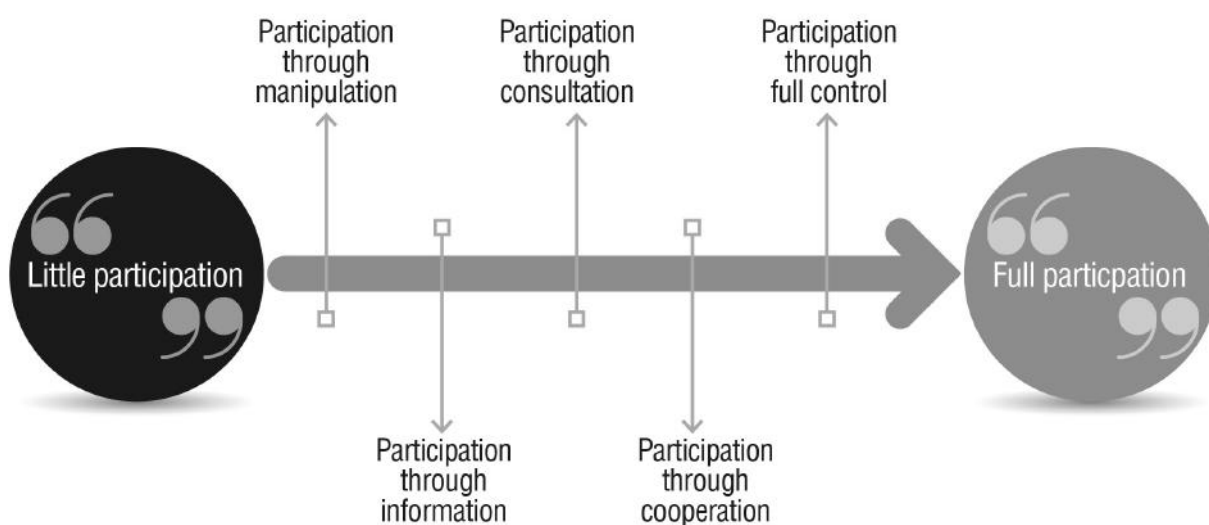 Participation
through
manipulation
Participation
through
consultation
Participation
through
full control
Little participation
Full particpation
Participation
through
information
Participation
through
cooperation